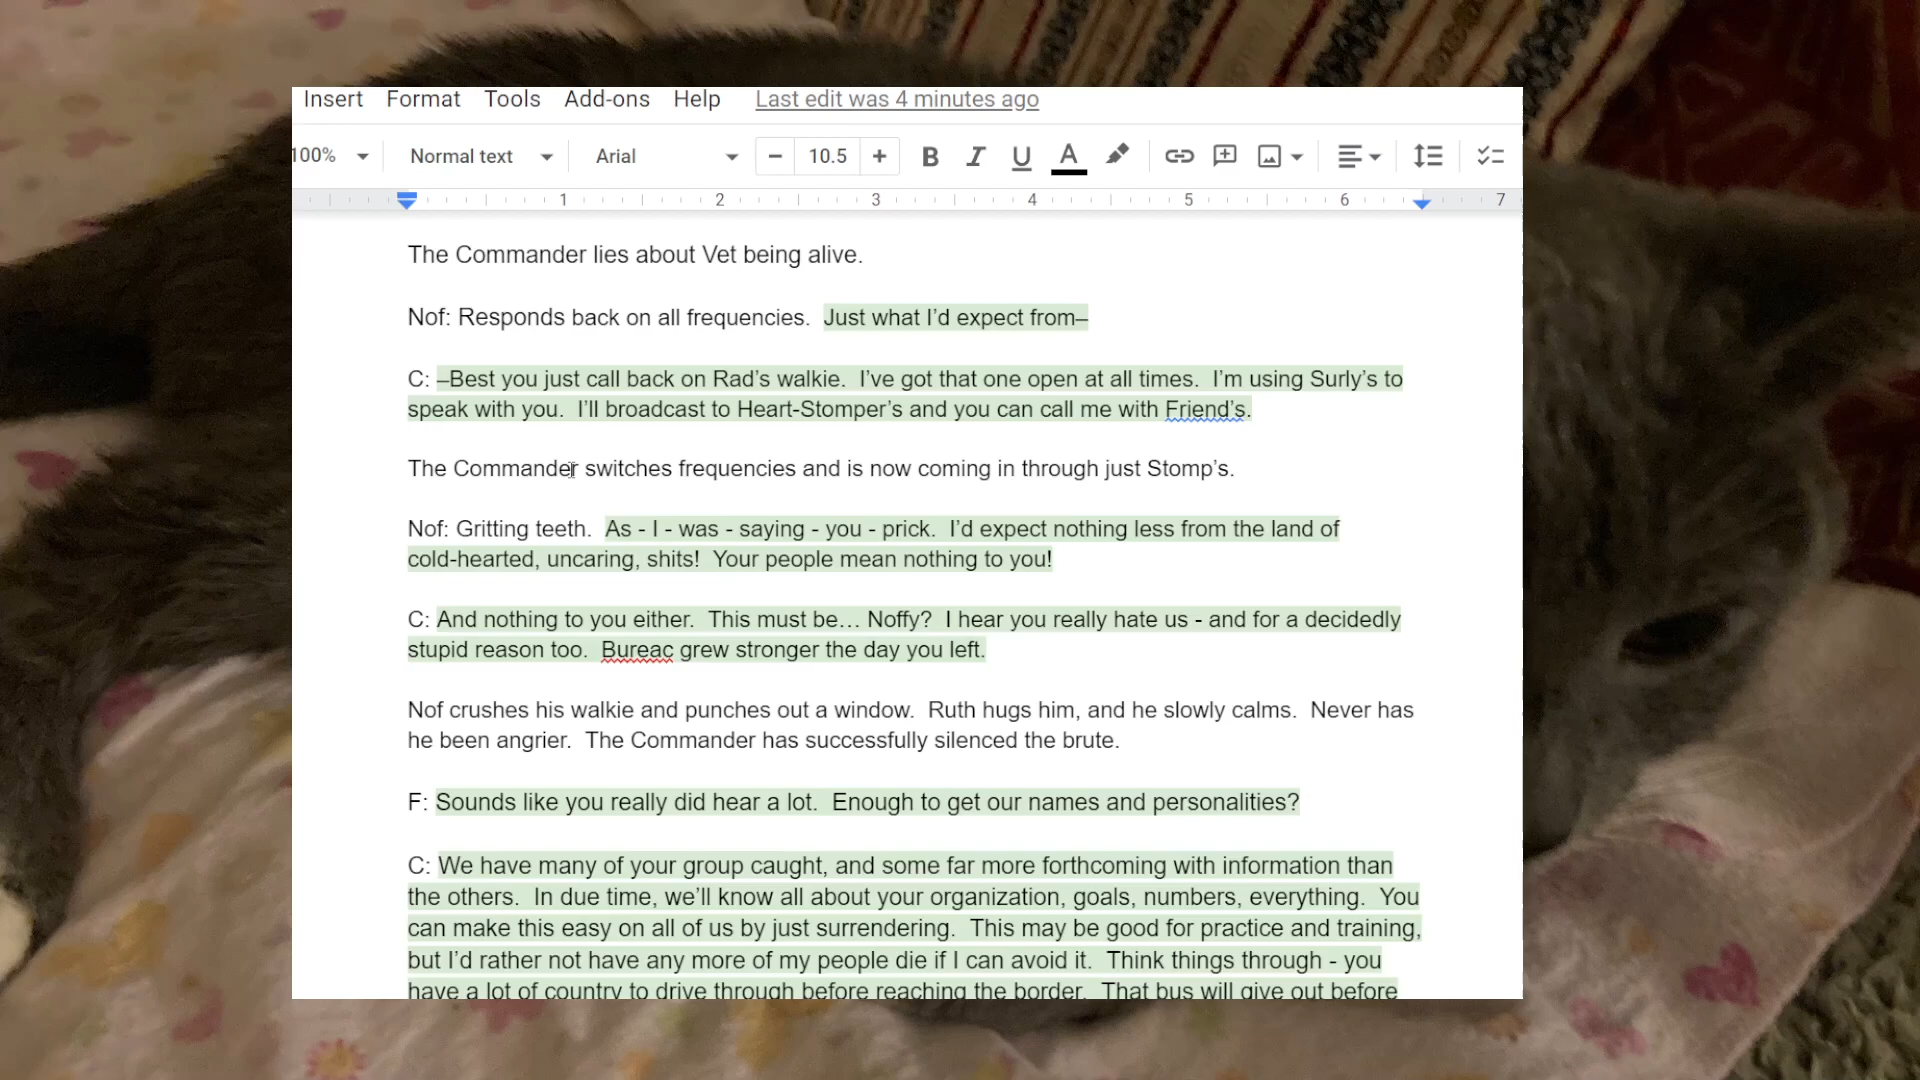 Insert Format Tools Add-ons Help Last edit was 4 minutes ago
100% Normal text Arial − 10.5 + B I U A
1 2 3 4 5 6 7
The Commander lies about Vet being alive.
Nof: Responds back on all frequencies.  Just what I’d expect from–
C: –Best you just call back on Rad’s walkie.  I’ve got that one open at all times.  I’m using Surly’s to
speak with you.  I’ll broadcast to Heart-Stomper’s and you can call me with Friend’s.
The Commander switches frequencies and is now coming in through just Stomp’s.
Nof: Gritting teeth.  As - I - was - saying - you - prick.  I’d expect nothing less from the land of
cold-hearted, uncaring, shits!  Your people mean nothing to you!
C: And nothing to you either.  This must be… Noffy?  I hear you really hate us - and for a decidedly
stupid reason too.  Bureac grew stronger the day you left.
Nof crushes his walkie and punches out a window.  Ruth hugs him, and he slowly calms.  Never has
he been angrier.  The Commander has successfully silenced the brute.
F: Sounds like you really did hear a lot.  Enough to get our names and personalities?
C: We have many of your group caught, and some far more forthcoming with information than
the others.  In due time, we’ll know all about your organization, goals, numbers, everything.  You
can make this easy on all of us by just surrendering.  This may be good for practice and training,
but I’d rather not have any more of my people die if I can avoid it.  Think things through - you
have a lot of country to drive through before reaching the border.  That bus will give out before